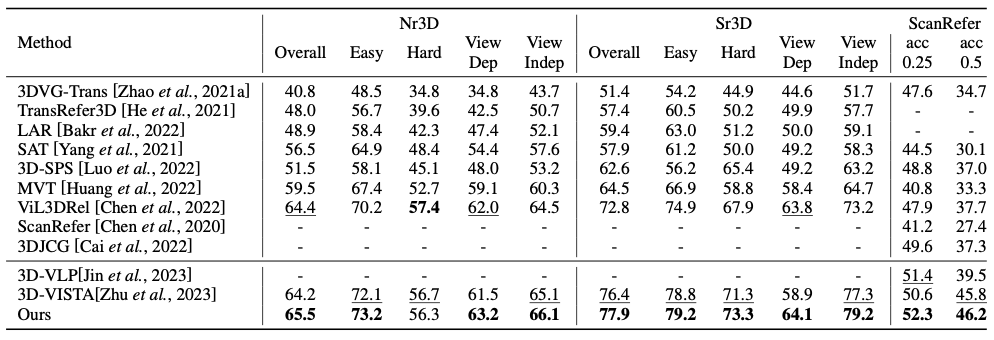 Nr3D Sr3D ScanRefer
Method Overall Easy Hard View Dep View Indep Overall Easy Hard View Dep View Indep acc 0.25 acc 0.5
3DVG-Trans [Zhao et al., 2021a] 40.8 48.5 34.8 34.8 43.7 51.4 54.2 44.9 44.6 51.7 47.6 34.7
TransRefer3D [He et al., 2021] 48.0 56.7 39.6 42.5 50.7 57.4 60.5 50.2 49.9 57.7 - -
LAR [Bakr et al., 2022] 48.9 58.4 42.3 47.4 52.1 59.4 63.0 51.2 50.0 59.1 - -
SAT [Yang et al., 2021] 56.5 64.9 48.4 54.4 57.6 57.9 61.2 50.0 49.2 58.3 44.5 30.1
3D-SPS [Luo et al., 2022] 51.5 58.1 45.1 48.0 53.2 62.6 56.2 65.4 49.2 63.2 48.8 37.0
MVT [Huang et al., 2022] 59.5 67.4 52.7 59.1 60.3 64.5 66.9 58.8 58.4 64.7 40.8 33.3
ViL3DRel [Chen et al., 2022] 64.4 70.2 57.4 62.0 64.5 72.8 74.9 67.9 63.8 73.2 47.9 37.7
ScanRefer [Chen et al., 2020] - - - - - - - - - - 41.2 27.4
3DJCG [Cai et al., 2022] - - - - - - - - - - 49.6 37.3
3D-VLP[Jin et al., 2023] - - - - - - - - - - 51.4 39.5
3D-VISTA[Zhu et al., 2023] 64.2 72.1 56.7 61.5 65.1 76.4 78.8 71.3 58.9 77.3 50.6 45.8
Ours 65.5 73.2 56.3 63.2 66.1 77.9 79.2 73.3 64.1 79.2 52.3 46.2